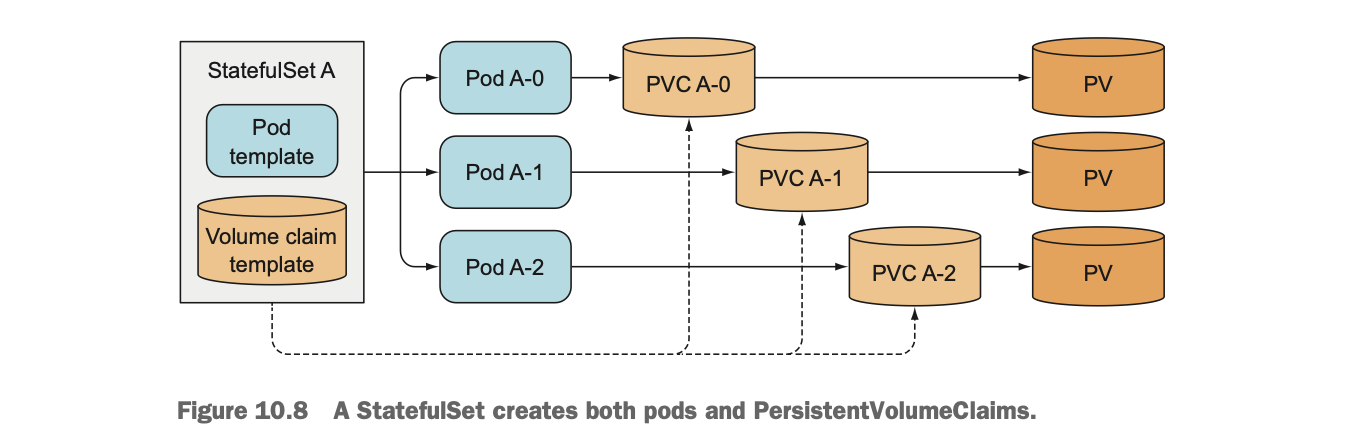 StatefulSet A
Pod
template
Volume claim
template
Pod A-0
PVC A-0
PV
Pod A-1
PVC A-1
PV
Pod A-2
PVC A-2
PV
Figure 10.8 A StatefulSet creates both pods and PersistentVolumeClaims.